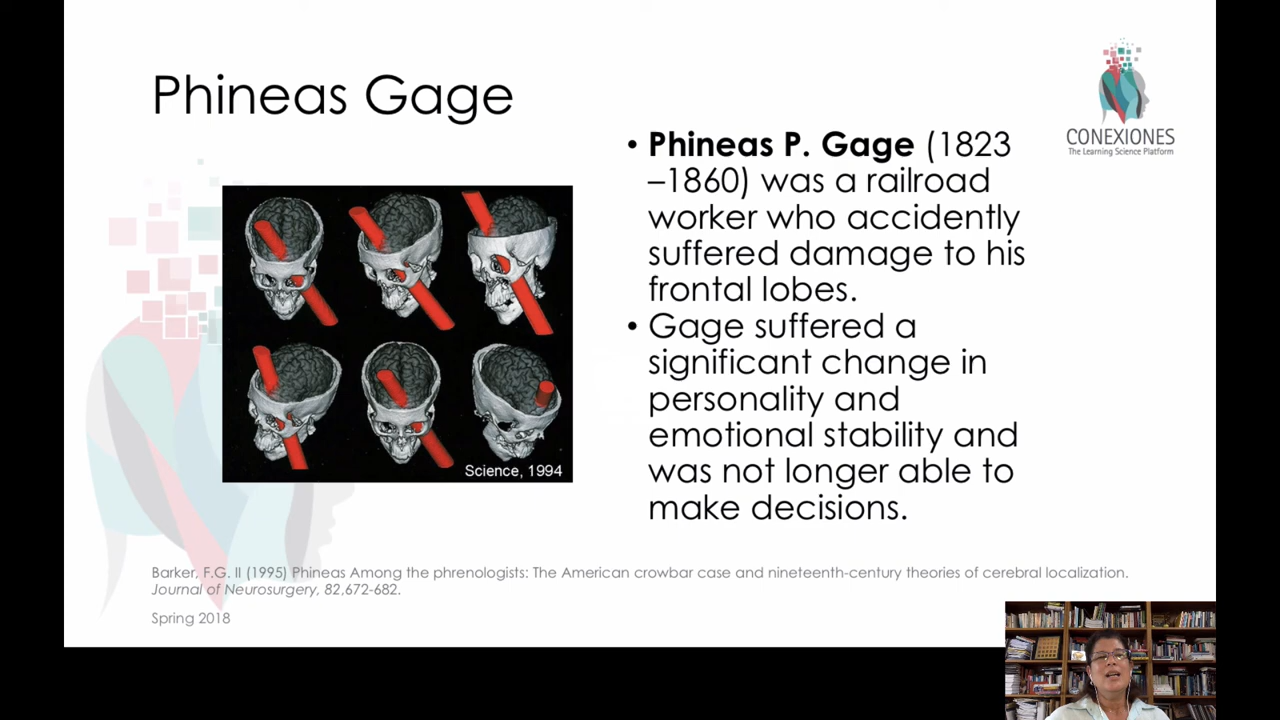 Phineas Gage
CONEXIONES
The Learning Science Platform
• Phineas P. Gage (1823
–1860) was a railroad
worker who accidently
suffered damage to his
frontal lobes.
• Gage suffered a
significant change in
personality and
emotional stability and
was not longer able to
make decisions.
Science, 1994
Barker, F.G. II (1995) Phineas Among the phrenologists: The American crowbar case and nineteenth-century theories of cerebral localization.
Journal of Neurosurgery, 82,672-682.
Spring 2018